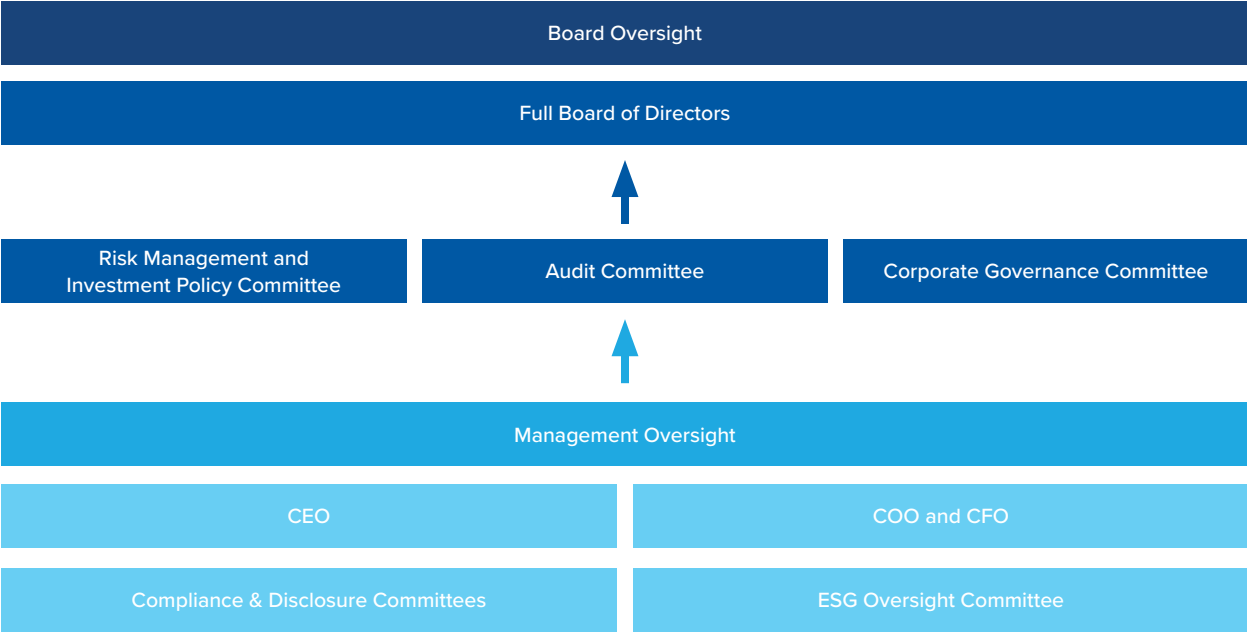 Board Oversight
Full Board of Directors
Risk Management and
Investment Policy Committee
Audit Committee
Corporate Governance Committee
Management Oversight
CEO
COO and CFO
Compliance & Disclosure Committees
ESG Oversight Committee